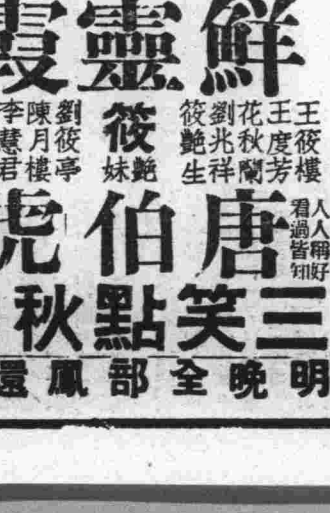 鮮靈霞
王筱樓
王度芳
花秋蘭
劉兆祥
筱艷生
筱艷妹
劉筱亭
陳月樓
李慧君
人人稱好
看過皆知
唐伯虎
三笑點秋
明晚全部鳳還